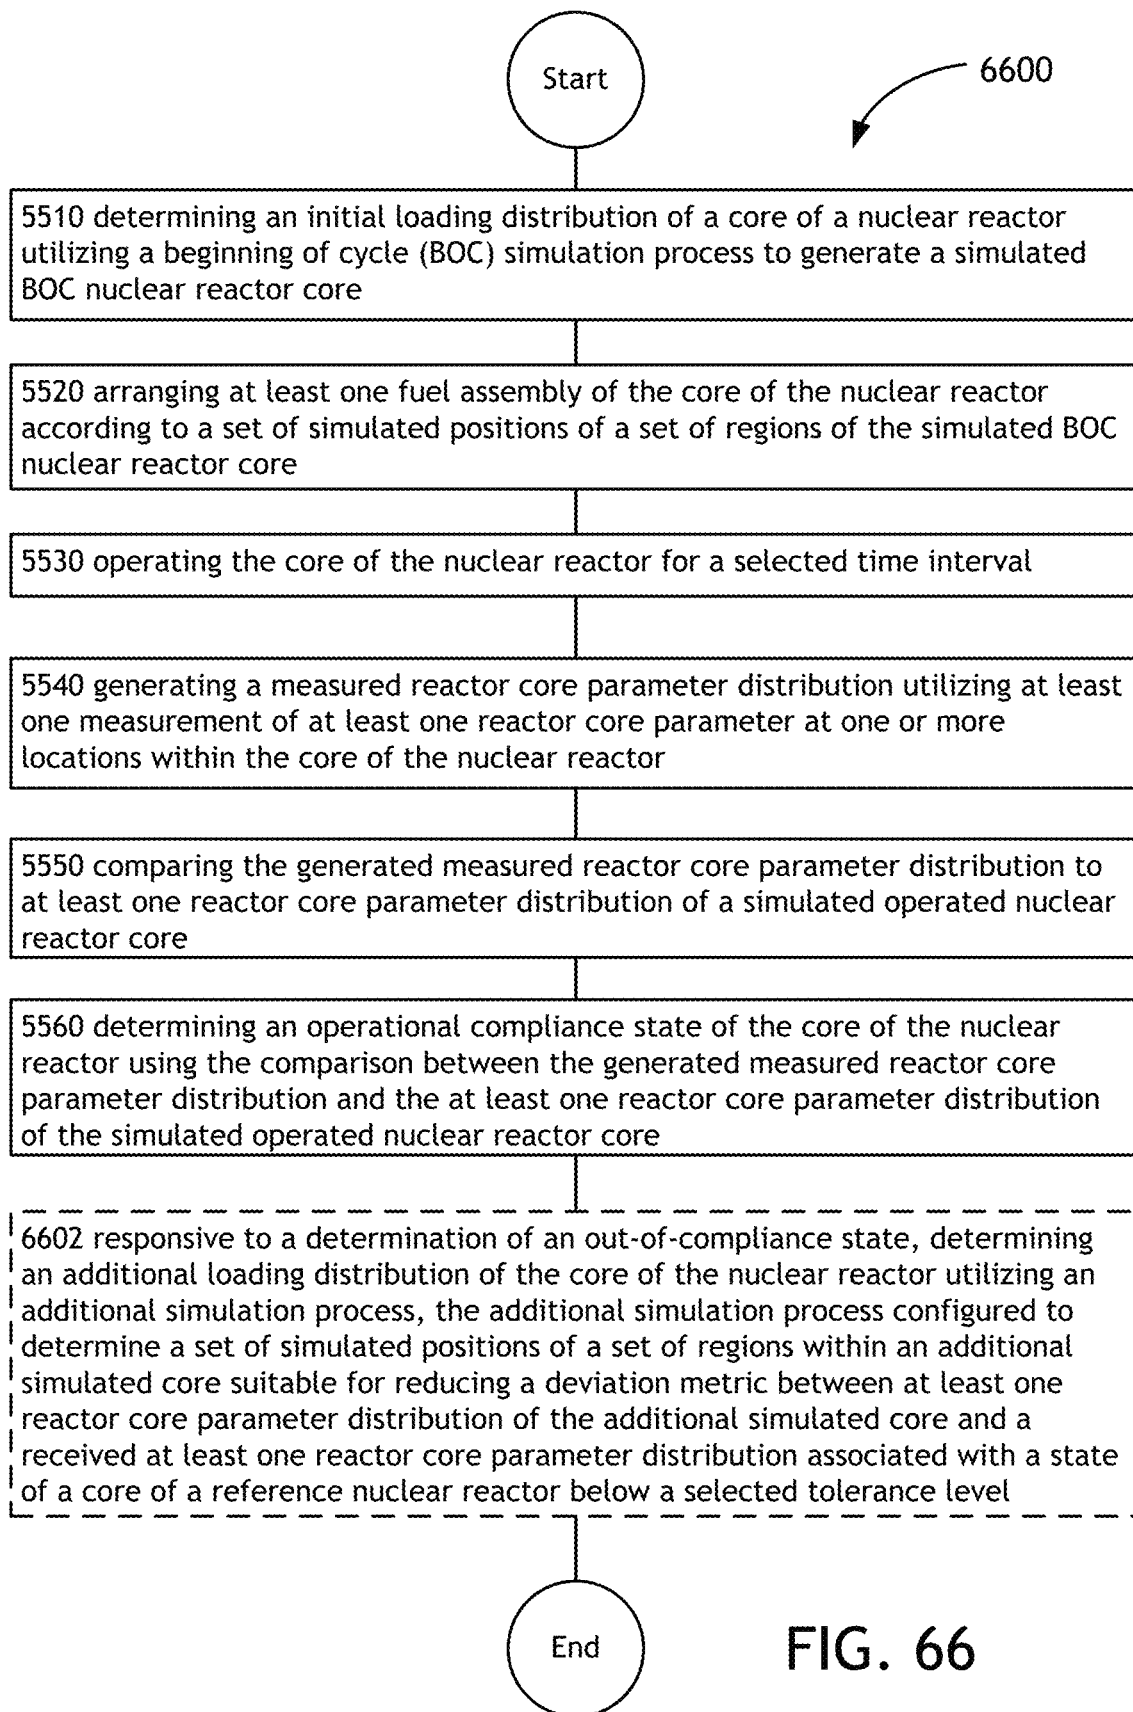 Start
6600
5510 determining an initial loading distribution of a core of a nuclear reactor
utilizing a beginning of cycle (BOC) simulation process to generate a simulated
BOC nuclear reactor core
5520 arranging at least one fuel assembly of the core of the nuclear reactor
according to a set of simulated positions of a set of regions of the simulated BOC
nuclear reactor core
5530 operating the core of the nuclear reactor for a selected time interval
5540 generating a measured reactor core parameter distribution utilizing at least
one measurement of at least one reactor core parameter at one or more
locations within the core of the nuclear reactor
5550 comparing the generated measured reactor core parameter distribution to
at least one reactor core parameter distribution of a simulated operated nuclear
reactor core
5560 determining an operational compliance state of the core of the nuclear
reactor using the comparison between the generated measured reactor core
parameter distribution and the at least one reactor core parameter distribution
of the simulated operated nuclear reactor core
6602 responsive to a determination of an out-of-compliance state, determining
an additional loading distribution of the core of the nuclear reactor utilizing an
additional simulation process, the additional simulation process configured to
determine a set of simulated positions of a set of regions within an additional
simulated core suitable for reducing a deviation metric between at least one
reactor core parameter distribution of the additional simulated core and a
received at least one reactor core parameter distribution associated with a state
of a core of a reference nuclear reactor below a selected tolerance level
End
FIG. 66